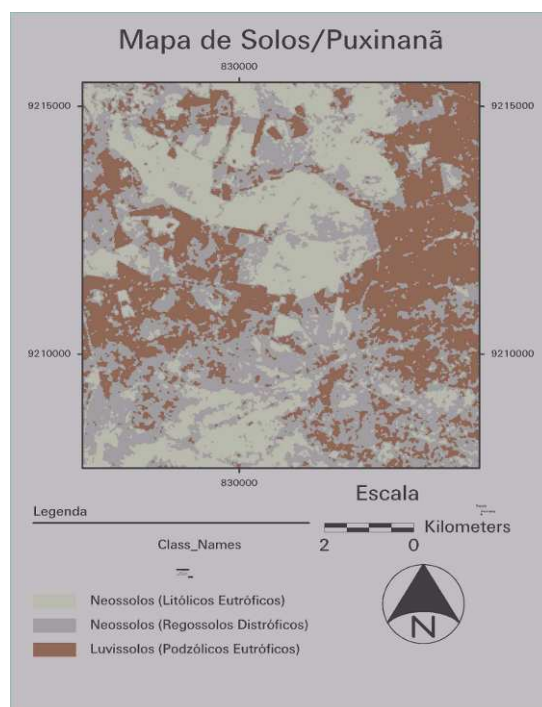 Mapa de Solos/Puxinanã
830000
9215000 9215000
9210000 9210000
830000
Escala
Legenda
Kilometers
Class_Names
2 0
Neossolos (Litólicos Eutróficos)
Neossolos (Regossolos Distróficos)
Luvissolos (Podzólicos Eutróficos)
N